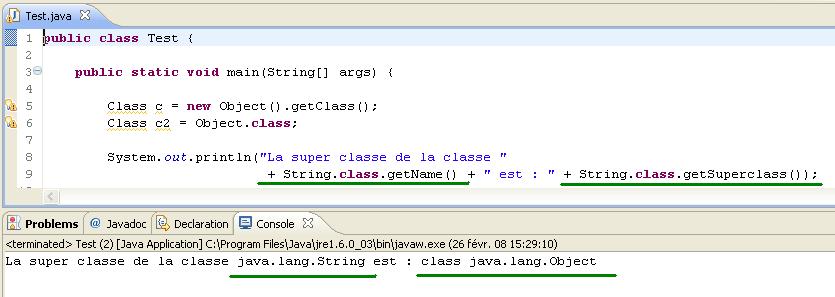 Test.java
1 public class Test {
2
3 public static void main(String[] args) {
4
5 Class c = new Object().getClass();
6 Class c2 = Object.class;
7
8 System.out.println("La super classe de la classe "
9 + String.class.getName() + " est : " + String.class.getSuperclass());
Problems @ Javadoc Declaration Console
<terminated> Test (2) [Java Application] C:\Program Files\Java\jre1.6.0_03\bin\javaw.exe (26 févr. 08 15:29:10)
La super classe de la classe java.lang.String est : class java.lang.Object